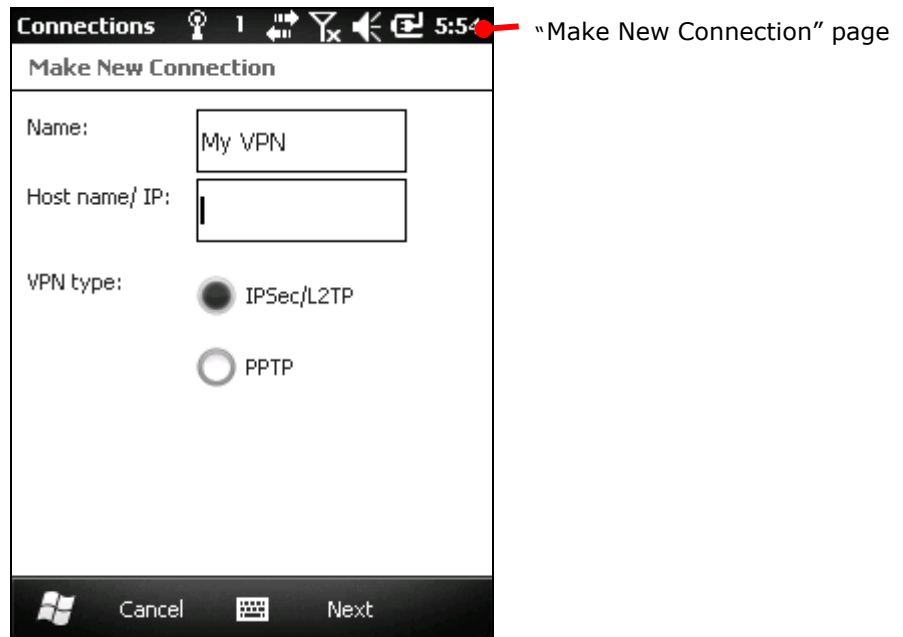 Connections 1 5:54
"Make New Connection" page
Make New Connection
Name:
My VPN
Host name/ IP:
VPN type:
IPSec/L2TP
PPTP
Cancel Next